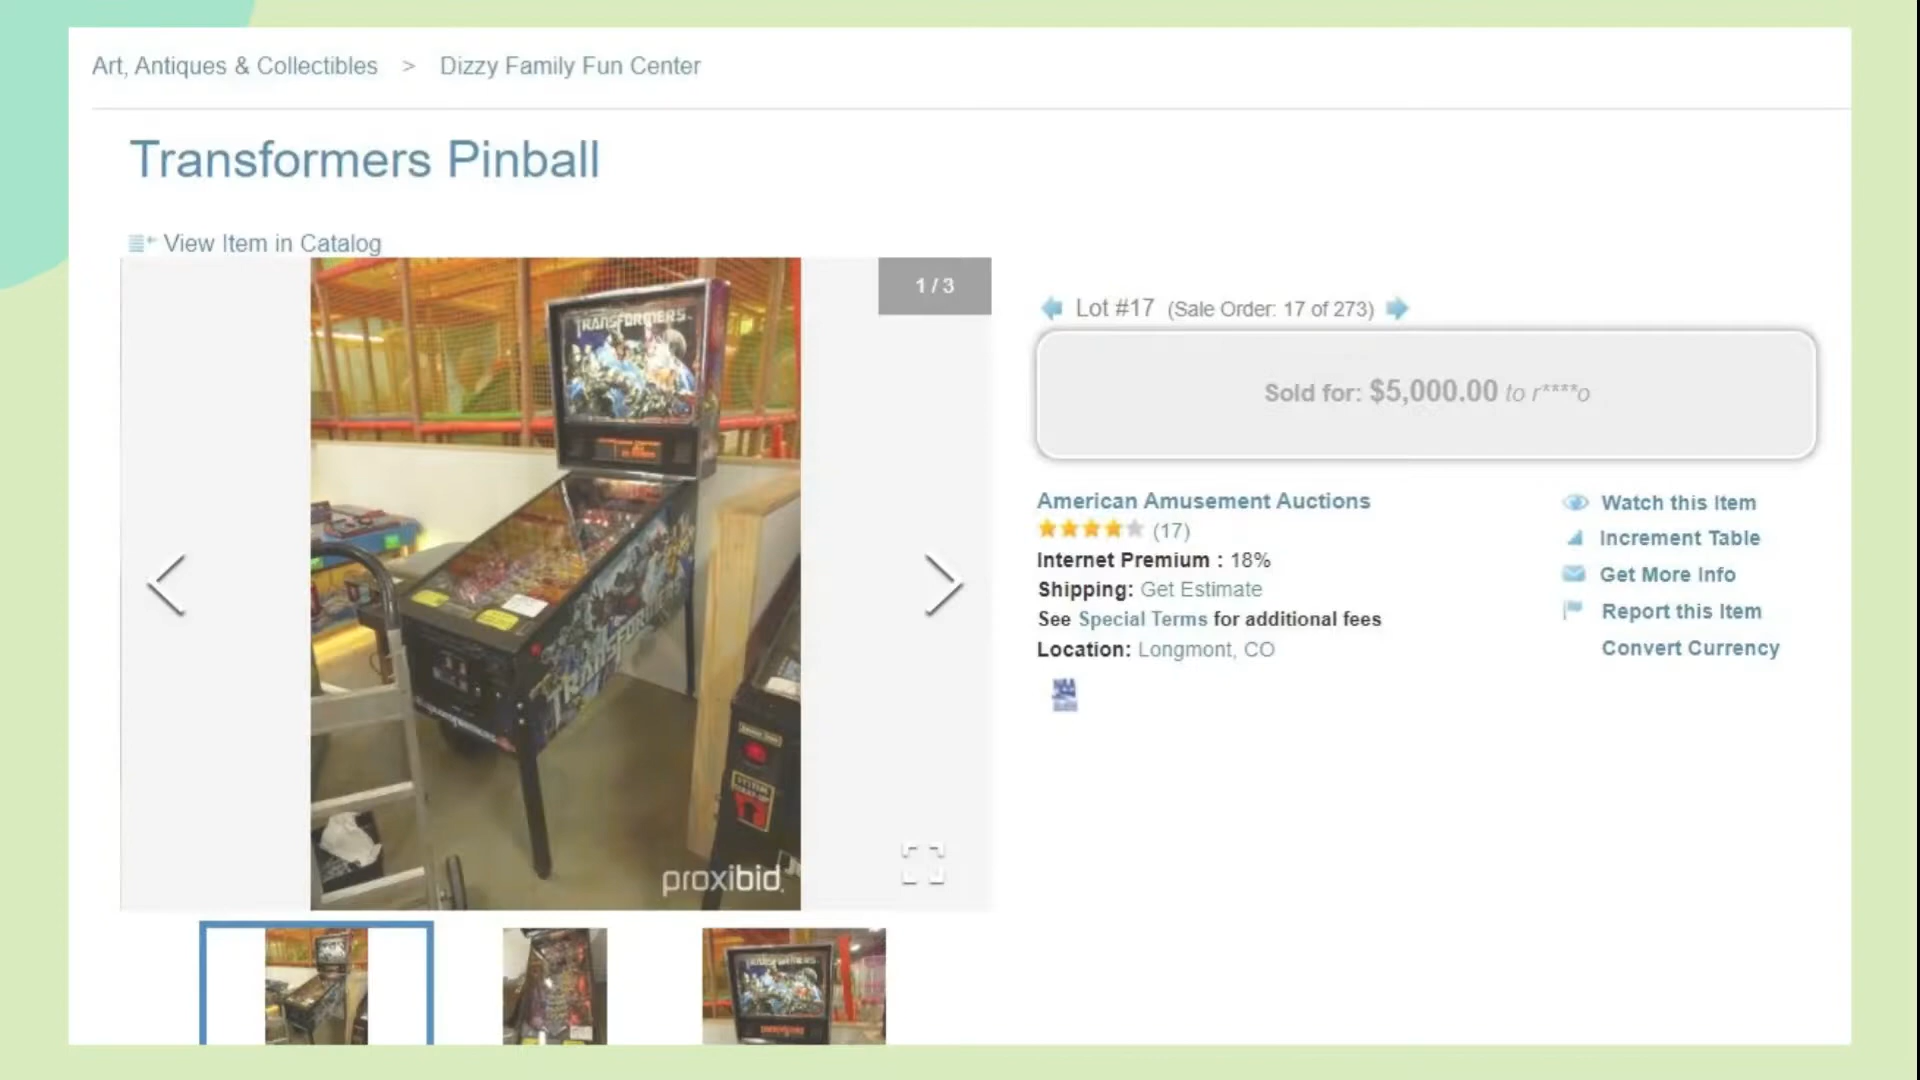 Art, Antiques & Collectibles > Dizzy Family Fun Center
Transformers Pinball
View Item in Catalog
1 / 3
TRANSFORMERS
TRANSFORMERS
proxibid
Lot #17 (Sale Order: 17 of 273)
Sold for: $5,000.00 to r****o
American Amusement Auctions
(17)
Internet Premium : 18%
Shipping: Get Estimate
See Special Terms for additional fees
Location: Longmont, CO
Watch this Item
Increment Table
Get More Info
Report this Item
Convert Currency